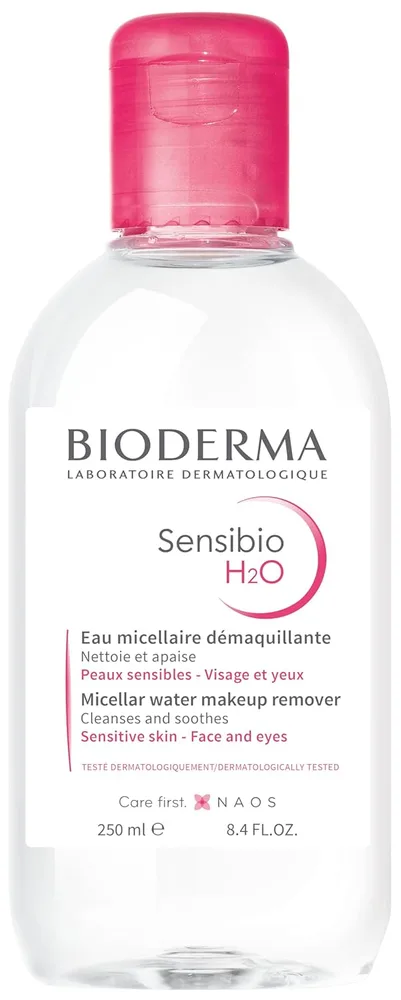 BIODERMA
LABORATOIRE DERMATOLOGIQUE
Sensibio
H2O
Eau micellaire démaquillante
Nettoie et apaise
Peaux sensibles - Visage et yeux
Micellar water makeup remover
Cleanses and soothes
Sensitive skin - Face and eyes
TESTÉ DERMATOLOGIQUEMENT/DERMATOLOGICALLY TESTED
Care first. NAOS
250 ml ℮ 8.4 FL.OZ.